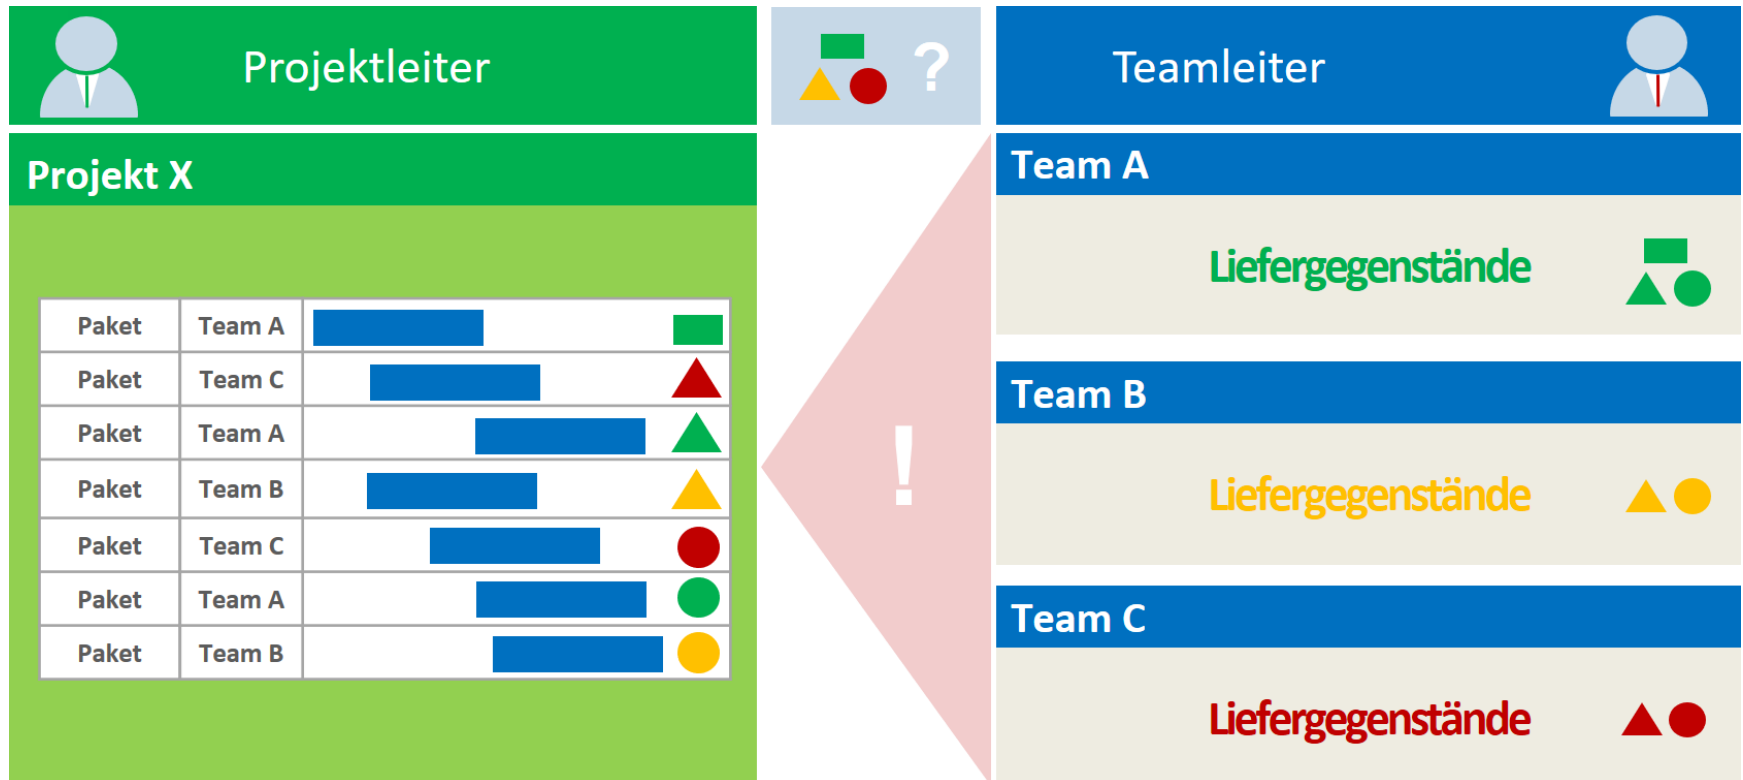 Projektleiter
?
Teamleiter
Projekt X
Paket Team A
Paket Team C
Paket Team A
Paket Team B
Paket Team C
Paket Team A
Paket Team B
!
Team A
Liefergegenstände
Team B
Liefergegenstände
Team C
Liefergegenstände